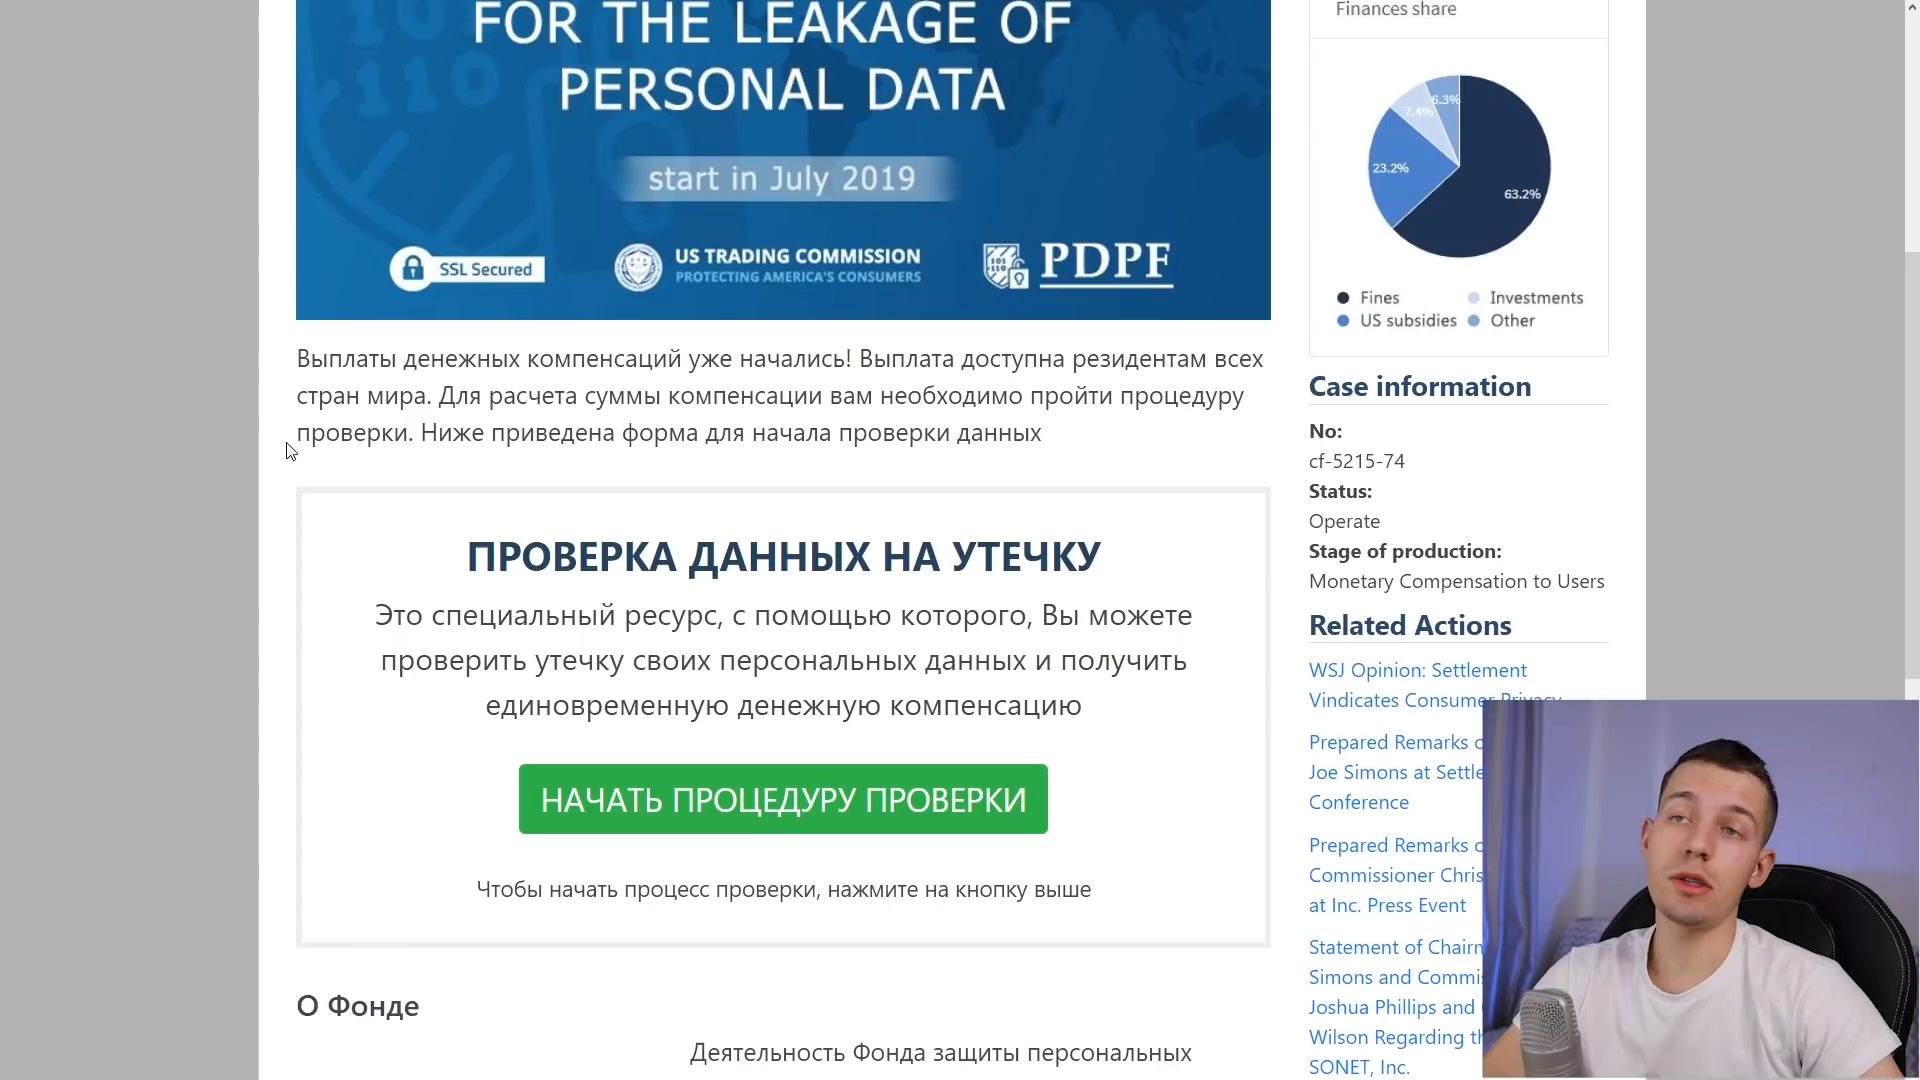 FOR THE LEAKAGE OF
PERSONAL DATA
start in July 2019
SSL Secured
US TRADING COMMISSION
PROTECTING AMERICA'S CONSUMERS
PDPF
Выплаты денежных компенсаций уже начались! Выплата доступна резидентам всех
стран мира. Для расчета суммы компенсации вам необходимо пройти процедуру
проверки. Ниже приведена форма для начала проверки данных
ПРОВЕРКА ДАННЫХ НА УТЕЧКУ
Это специальный ресурс, с помощью которого, Вы можете
проверить утечку своих персональных данных и получить
единовременную денежную компенсацию
НАЧАТЬ ПРОЦЕДУРУ ПРОВЕРКИ
Чтобы начать процесс проверки, нажмите на кнопку выше
О Фонде
Деятельность Фонда защиты персональных
Finances share
6.3%
7.4%
23.2%
63.2%
Fines
Investments
US subsidies
Other
Case information
No:
cf-5215-74
Status:
Operate
Stage of production:
Monetary Compensation to Users
Related Actions
WSJ Opinion: Settlement
Vindicates Consumer Privacy
Prepared Remarks
Joe Simons at
Conference
Prepared Remarks
Commissioner
at Inc. Press Event
Statement of
Simons and
Joshua Phillips and
Wilson Regarding
SONET, Inc.